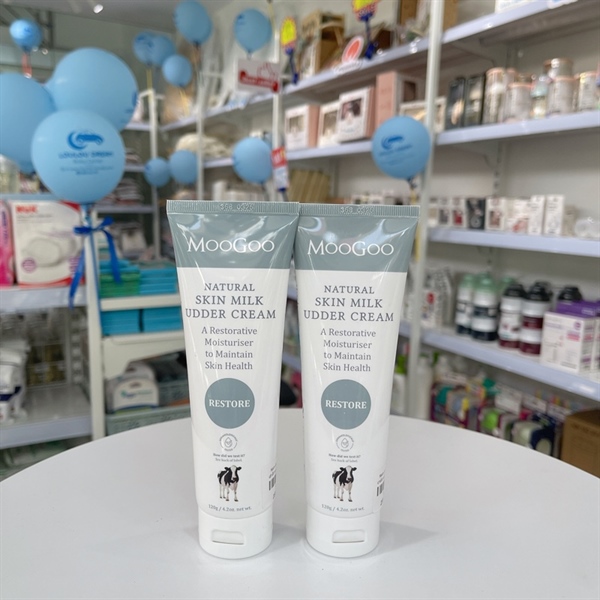 MooGoo
NATURAL
SKIN MILK
UDDER CREAM
A Restorative
Moisturiser
to Maintain
Skin Health
RESTORE
MooGoo
NATURAL
SKIN MILK
UDDER CREAM
A Restorative
Moisturiser
to Maintain
Skin Health
RESTORE